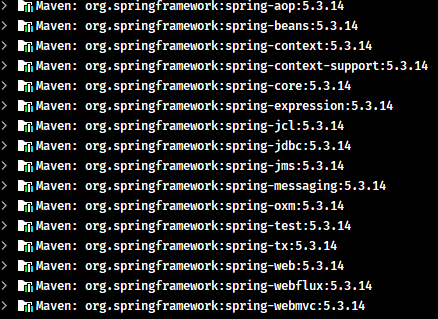 Maven: org.springframework:spring-aop:5.3.14
Maven: org.springframework:spring-beans:5.3.14
Maven: org.springframework:spring-context:5.3.14
Maven: org.springframework:spring-context-support:5.3.14
Maven: org.springframework:spring-core:5.3.14
Maven: org.springframework:spring-expression:5.3.14
Maven: org.springframework:spring-jcl:5.3.14
Maven: org.springframework:spring-jdbc:5.3.14
Maven: org.springframework:spring-jms:5.3.14
Maven: org.springframework:spring-messaging:5.3.14
Maven: org.springframework:spring-oxm:5.3.14
Maven: org.springframework:spring-test:5.3.14
Maven: org.springframework:spring-tx:5.3.14
Maven: org.springframework:spring-web:5.3.14
Maven: org.springframework:spring-webflux:5.3.14
Maven: org.springframework:spring-webmvc:5.3.14